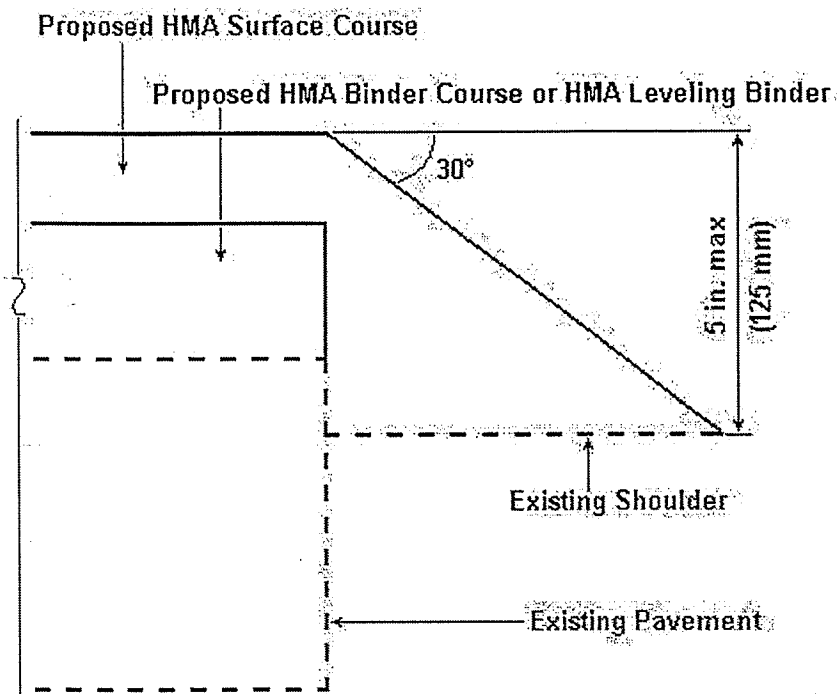 Proposed HMA Surface Course
Proposed HMA Binder Course or HMA Leveling Binder
30°
5 in. max
(125 mm)
Existing Shoulder
Existing Pavement